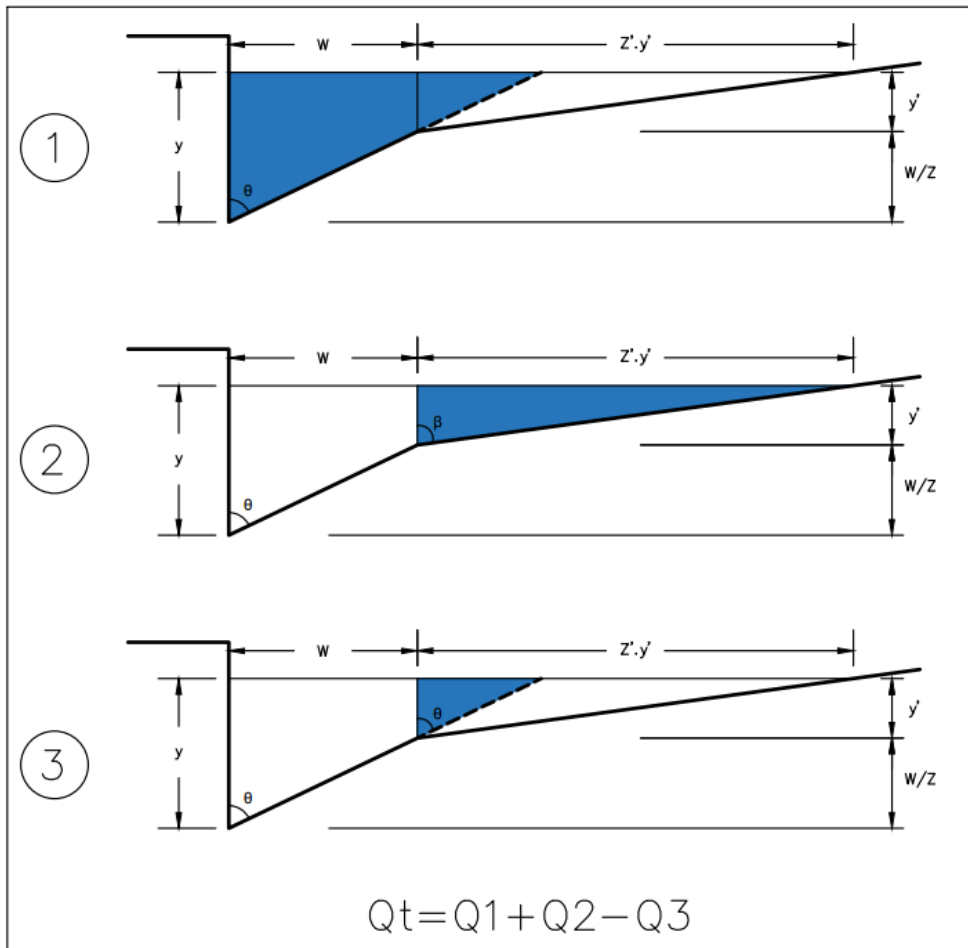 W Z'.y'
1 y θ y'
W/Z
W Z'.y'
2 y θ β y'
W/Z
W Z'.y'
3 y θ θ y'
W/Z
Qt=Q1+Q2-Q3